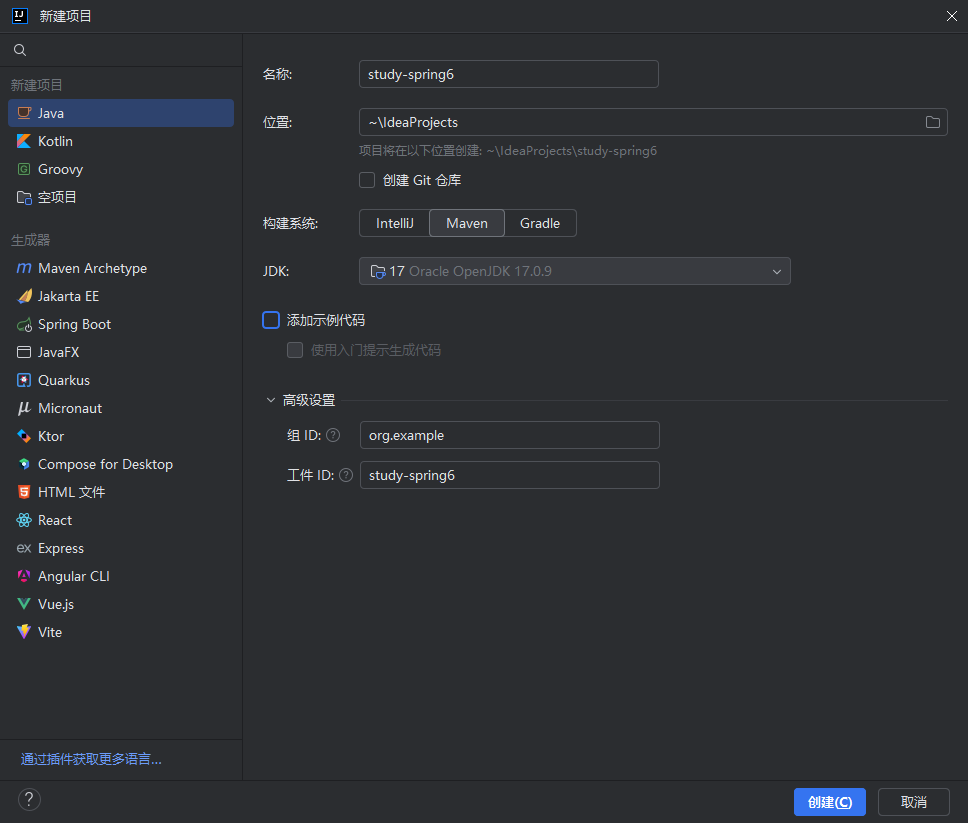 新建项目
新建项目
Java
Kotlin
Groovy
空项目
生成器
Maven Archetype
Jakarta EE
Spring Boot
JavaFX
Quarkus
Micronaut
Ktor
Compose for Desktop
HTML 文件
React
Express
Angular CLI
Vue.js
Vite
通过插件获取更多语言...
名称: study-spring6
位置: ~\IdeaProjects
项目将在以下位置创建: ~\IdeaProjects\study-spring6
创建 Git 仓库
构建系统: IntelliJ Maven Gradle
JDK: 17 Oracle OpenJDK 17.0.9
添加示例代码
使用入门提示生成代码
高级设置
组 ID: ? org.example
工件 ID: ? study-spring6
? 创建(C) 取消